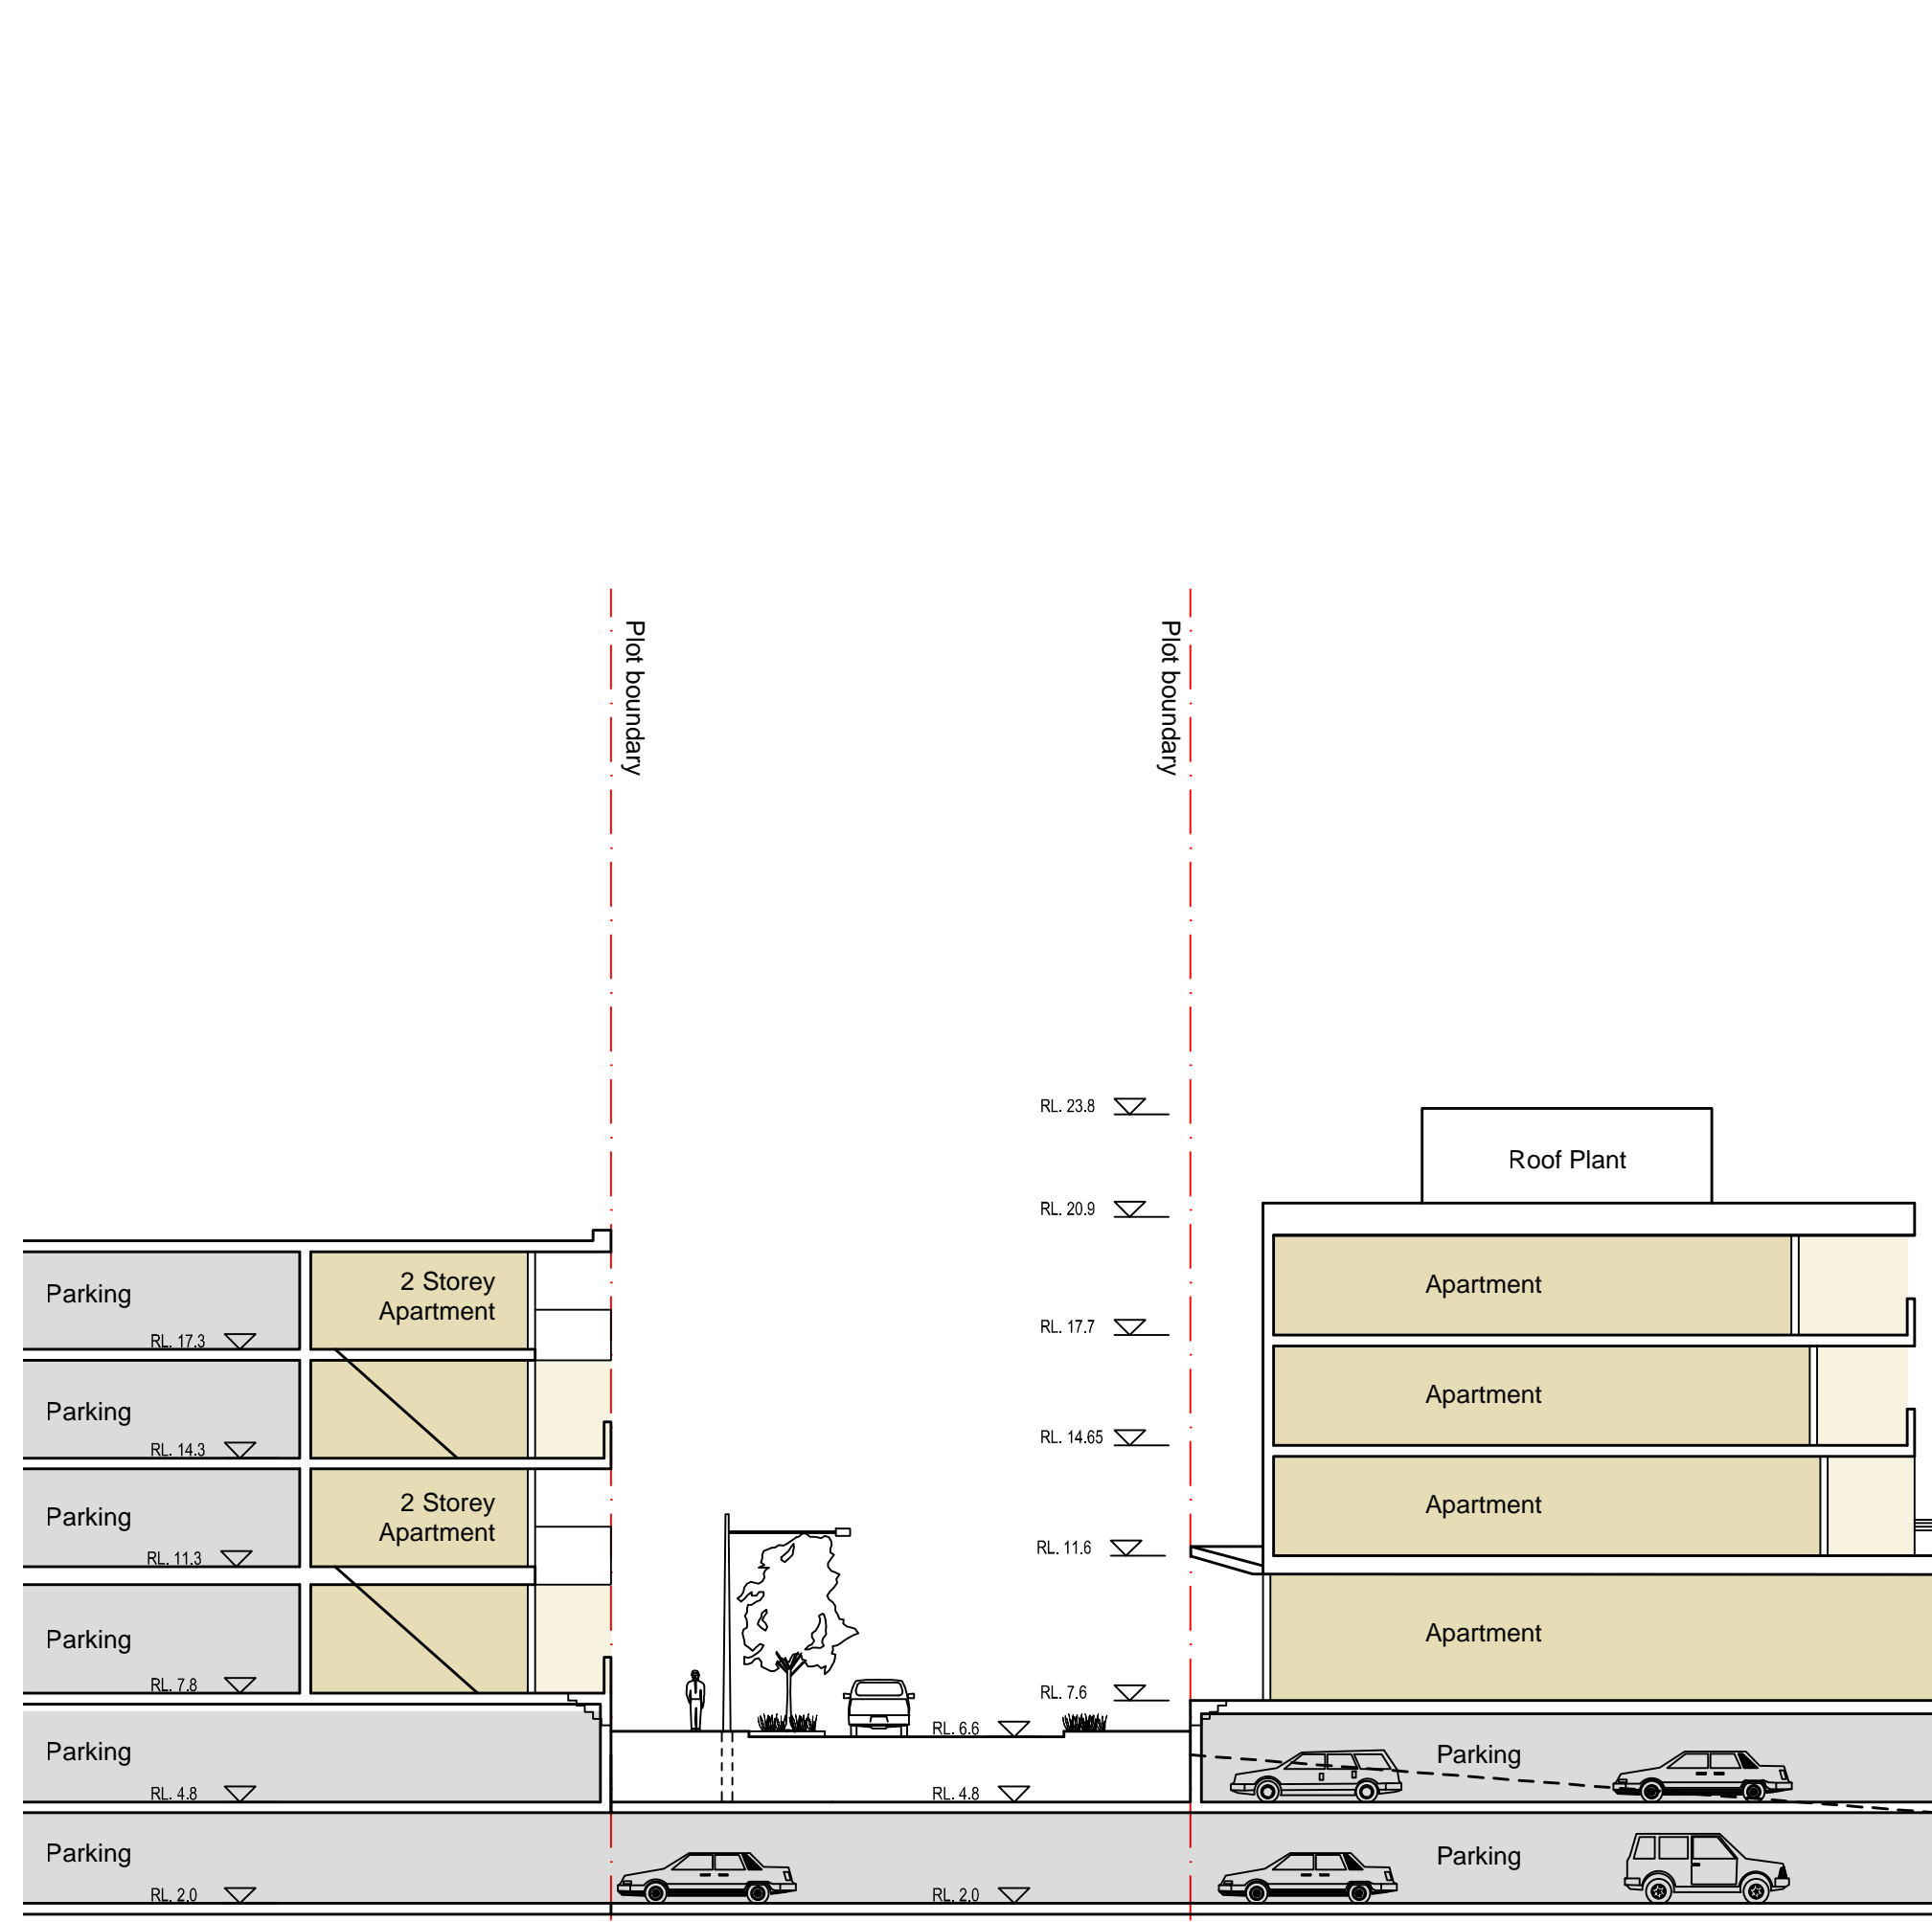 Plot boundary
Plot boundary
RL. 23.8
Roof Plant
RL. 20.9
Parking
2 Storey
Apartment
RL. 17.3
RL. 17.7
Apartment
Parking
RL. 14.3
RL. 14.65
Apartment
Parking
2 Storey
Apartment
RL. 11.3
RL. 11.6
Apartment
Parking
RL. 7.8
RL. 7.6
Apartment
RL. 6.6
Parking
RL. 4.8
RL. 4.8
Parking
Parking
RL. 2.0
RL. 2.0
Parking